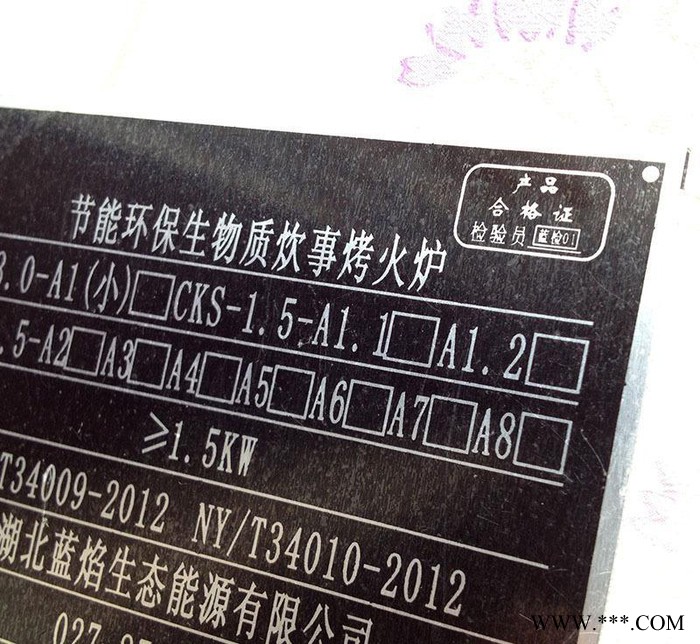 产品
合格证
检验员 蓝检01
节能环保生物质炊事烤火炉
3.0-A1(小)□CKS-1.5-A1.1□A1.2□
.5-A2□A3□A4□A5□A6□A7□A8□
≥1.5KW
T34009-2012 NY/T34010-2012
湖北蓝焰生态能源有限公司
027-
www.***.com